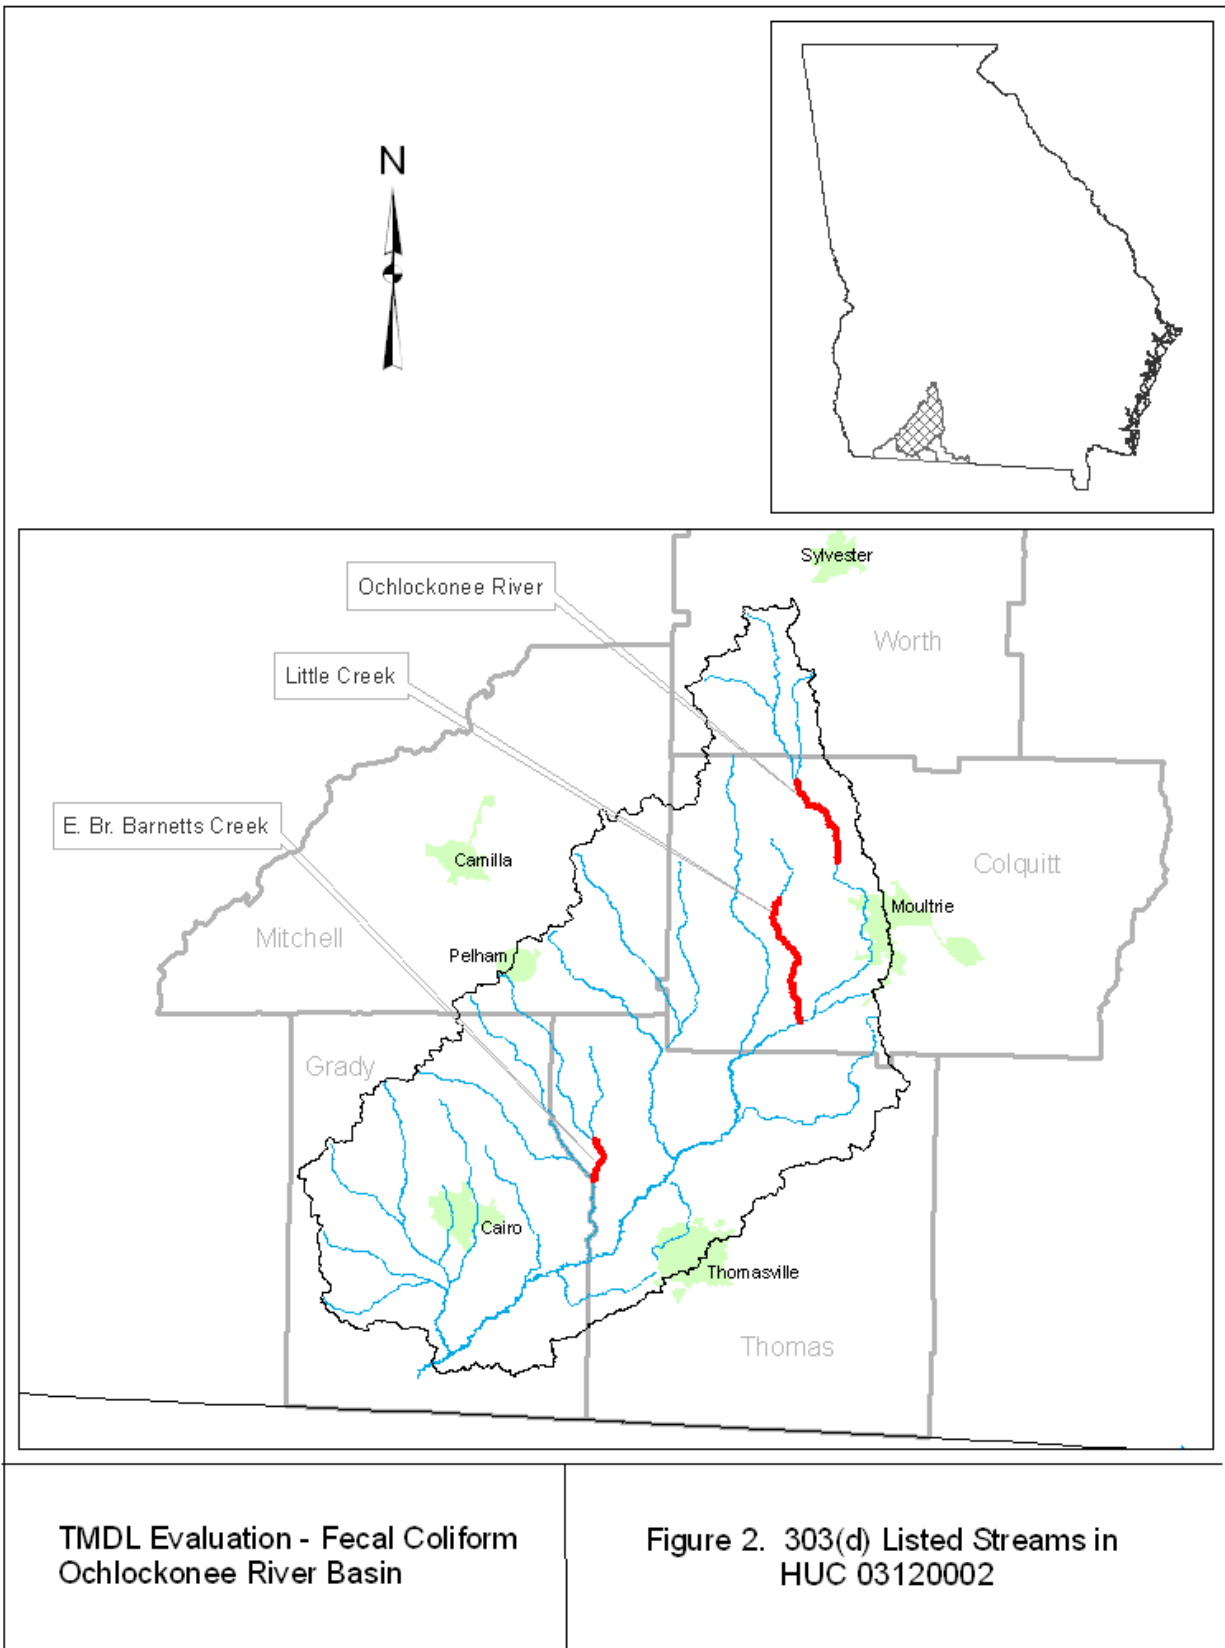 N
Sylvester
Ochlockonee River
Worth
Little Creek
E. Br. Barnetts Creek
Camilla
Colquitt
Moultrie
Mitchell
Pelham
Grady
Cairo
Thomasville
Thomas
TMDL Evaluation - Fecal Coliform
Ochlockonee River Basin
Figure 2. 303(d) Listed Streams in
HUC 03120002